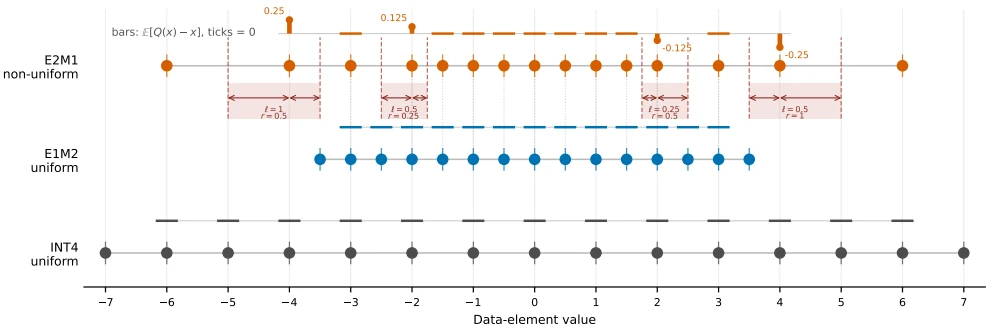 0.25
0.125
bars: 𝔼[Q(x) − x], ticks = 0
-0.125
-0.25
E2M1
non-uniform
ℓ = 1
r = 0.5
ℓ = 0.5
r = 0.25
ℓ = 0.25
r = 0.5
ℓ = 0.5
r = 1
E1M2
uniform
INT4
uniform
−7 −6 −5 −4 −3 −2 −1 0 1 2 3 4 5 6 7
Data-element value